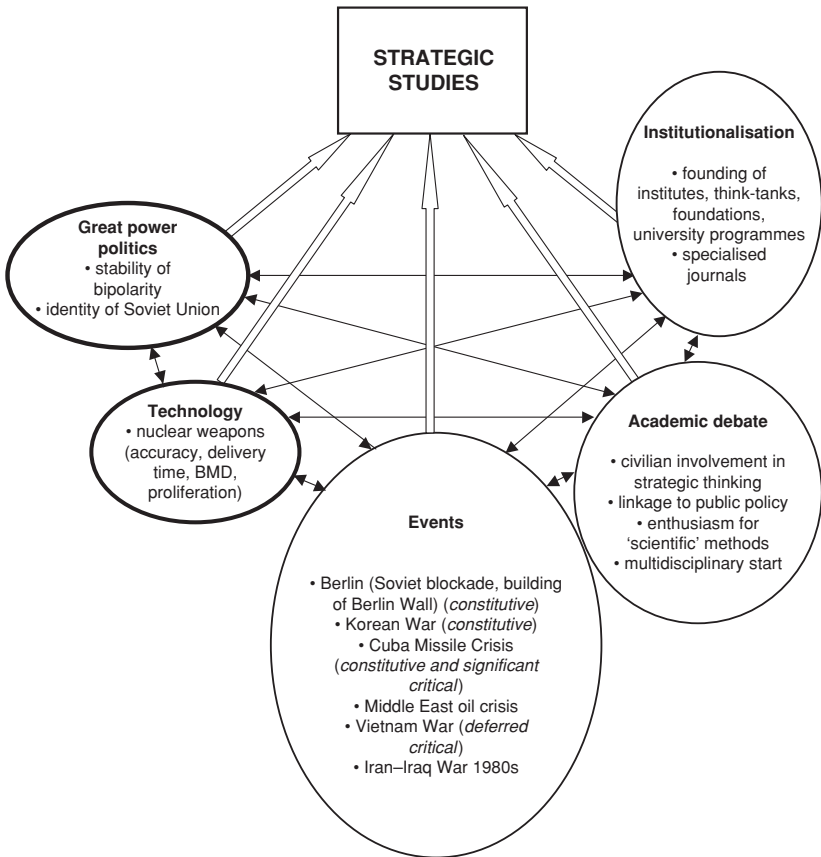 STRATEGIC
STUDIES
Institutionalisation
• founding of
institutes, think-tanks,
foundations,
university programmes
• specialised
journals
Great power
politics
• stability of
bipolarity
• identity of Soviet Union
Technology
• nuclear weapons
(accuracy, delivery
time, BMD,
proliferation)
Academic debate
• civilian involvement in
strategic thinking
• linkage to public policy
• enthusiasm for
‘scientific’ methods
• multidisciplinary start
Events
• Berlin (Soviet blockade, building
of Berlin Wall) (constitutive)
• Korean War (constitutive)
• Cuba Missile Crisis
(constitutive and significant
critical)
• Middle East oil crisis
• Vietnam War (deferred
critical)
• Iran–Iraq War 1980s